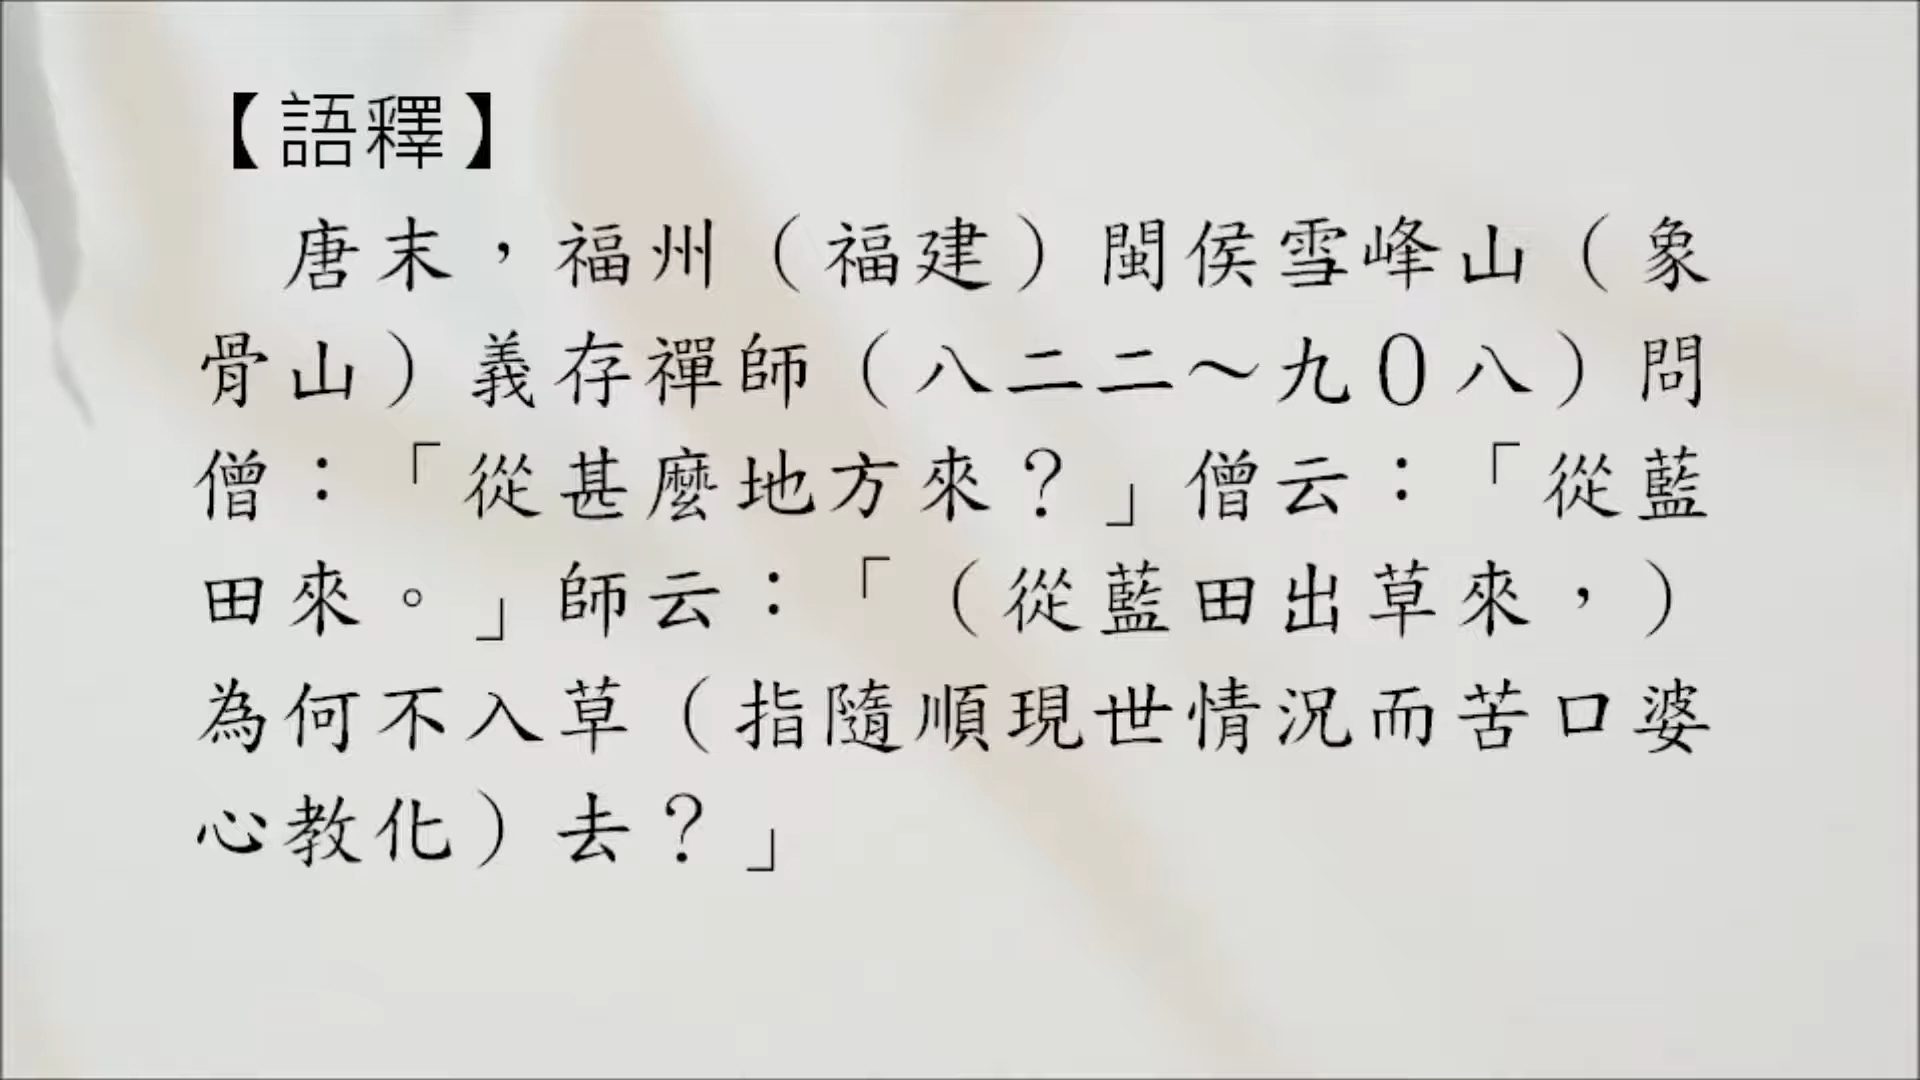 【語釋】
唐末，福州（福建）閩侯雪峰山（象
骨山）義存禪師（八二二～九0八）問
僧：「從甚麼地方來？」僧云：「從藍
田來。」師云：「（從藍田出草來，）
為何不入草（指隨順現世情況而苦口婆
心教化）去？」